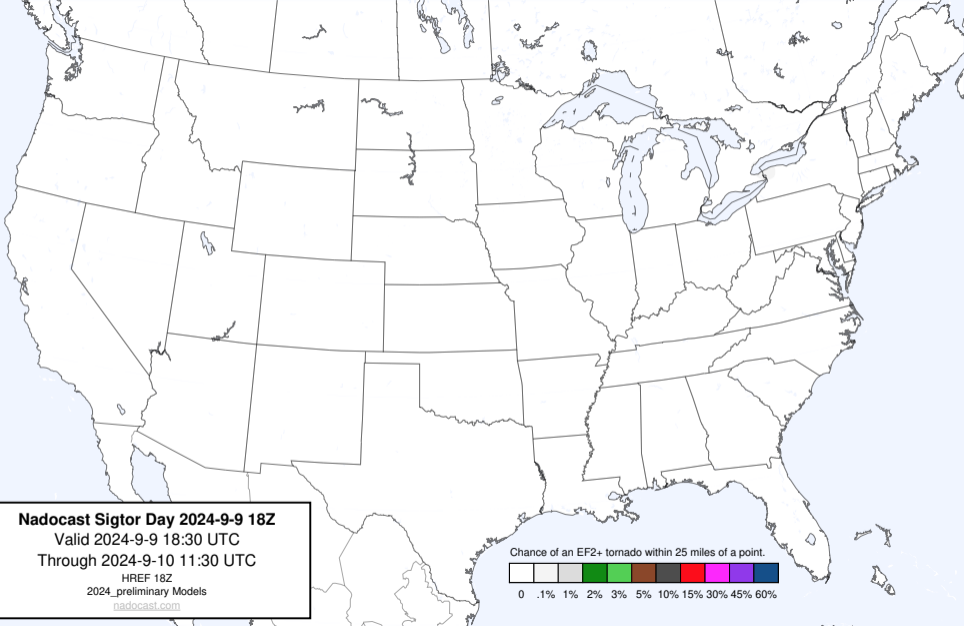 Nadocast Sigtor Day 2024-9-9 18Z
Valid 2024-9-9 18:30 UTC
Through 2024-9-10 11:30 UTC
HREF 18Z
2024_preliminary Models
nadocast.com
Chance of an EF2+ tornado within 25 miles of a point.
0 .1% 1% 2% 3% 5% 10% 15% 30% 45% 60%